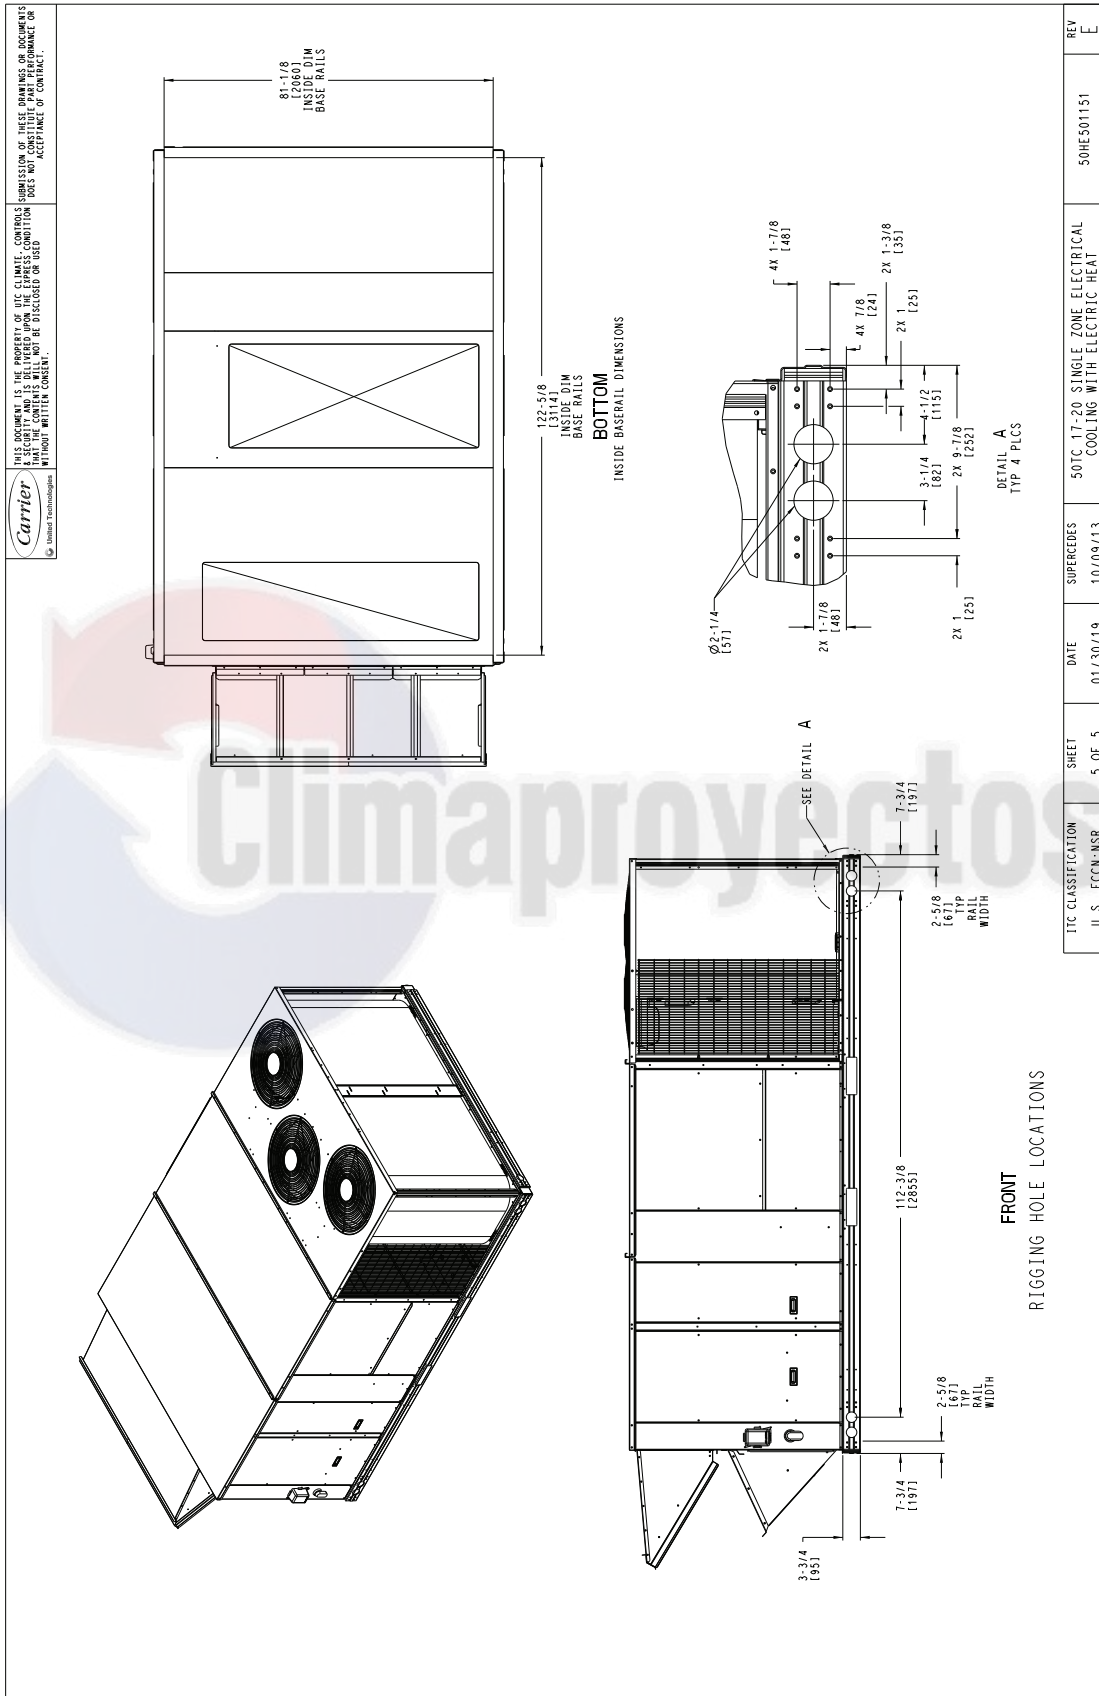 Carrier
United Technologies
THIS DOCUMENT IS THE PROPERTY OF UTC CLIMATE, CONTROLS
& SECURITY AND IS DELIVERED UPON THE EXPRESS CONDITION
THAT THE CONTENTS WILL NOT BE DISCLOSED OR USED
WITHOUT WRITTEN CONSENT.
SUBMISSION OF THESE DRAWINGS OR DOCUMENTS
DOES NOT CONSTITUTE PART PERFORMANCE OR
ACCEPTANCE OF CONTRACT.
81-1/8
[2060]
INSIDE DIM
BASE RAILS
122-5/8
[3114]
INSIDE DIM
BASE RAILS
BOTTOM
INSIDE BASERAIL DIMENSIONS
Ø2-1/4
[57]
2X 1-7/8
[48]
2X 1
[25]
4X 1-7/8
[48]
4X 7/8
[24]
2X 1-3/8
[35]
2X 1
[25]
4-1/2
[115]
3-1/4
[82]
2X 9-7/8
[252]
DETAIL A
TYP 4 PLCS
Climaproyectos
SEE DETAIL A
7-3/4
[197]
2-5/8
[67]
TYP
RAIL
WIDTH
112-3/8
[2855]
2-5/8
[67]
TYP
RAIL
WIDTH
7-3/4
[197]
3-3/4
[95]
FRONT
RIGGING HOLE LOCATIONS
ITC CLASSIFICATION
U.S. ECCN:NSR
SHEET
5 OF 5
DATE
01/30/19
SUPERCEDES
10/09/13
50TC 17-20 SINGLE ZONE ELECTRICAL
COOLING WITH ELECTRIC HEAT
50HE501151
REV
E